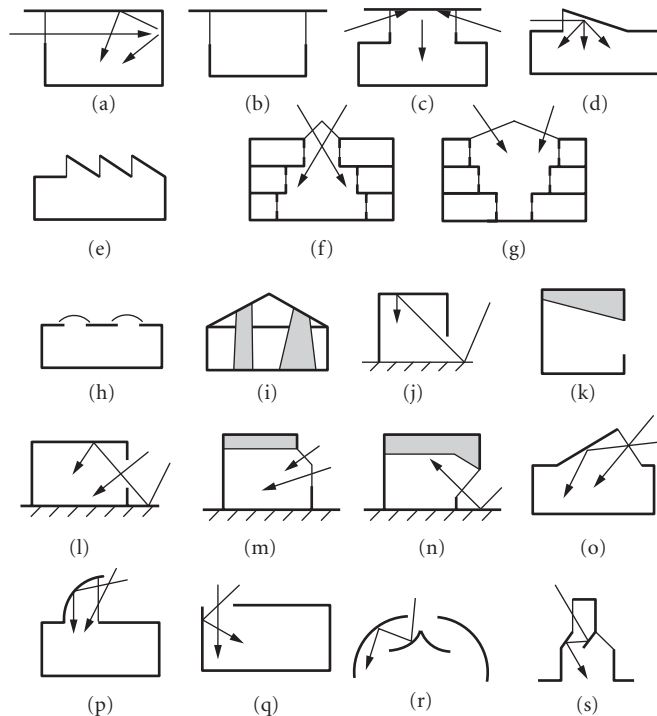 (a) (b) (c) (d)
(e) (f) (g)
(h) (i) (j) (k)
(l) (m) (n) (o)
(p) (q) (r) (s)